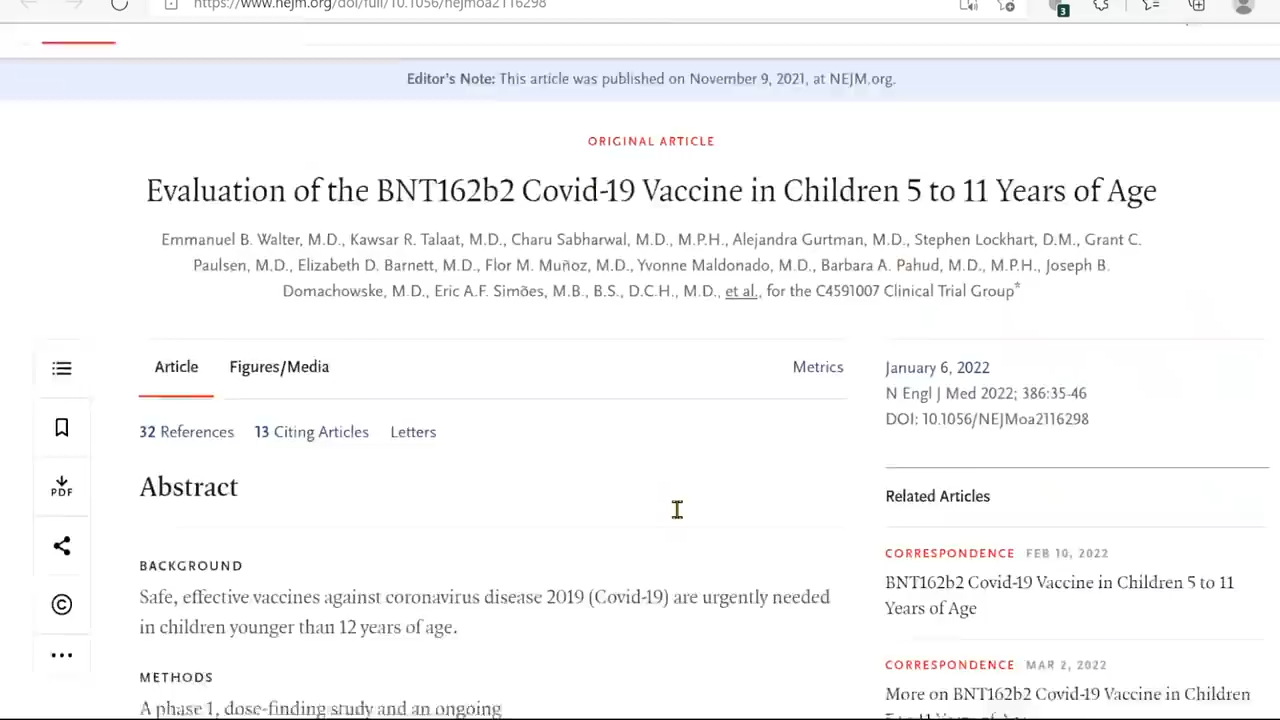 https://www.nejm.org/doi/full/10.1056/nejmoa2116298
3
Editor's Note: This article was published on November 9, 2021, at NEJM.org.
ORIGINAL ARTICLE
Evaluation of the BNT162b2 Covid-19 Vaccine in Children 5 to 11 Years of Age
Emmanuel B. Walter, M.D., Kawsar R. Talaat, M.D., Charu Sabharwal, M.D., M.P.H., Alejandra Gurtman, M.D., Stephen Lockhart, D.M., Grant C.
Paulsen, M.D., Elizabeth D. Barnett, M.D., Flor M. Muñoz, M.D., Yvonne Maldonado, M.D., Barbara A. Pahud, M.D., M.P.H., Joseph B.
Domachowske, M.D., Eric A.F. Simões, M.B., B.S., D.C.H., M.D., et al., for the C4591007 Clinical Trial Group*
Article Figures/Media Metrics
32 References 13 Citing Articles Letters
PDF
Abstract
BACKGROUND
Safe, effective vaccines against coronavirus disease 2019 (Covid-19) are urgently needed
in children younger than 12 years of age.
METHODS
A phase 1, dose-finding study and an ongoing
January 6, 2022
N Engl J Med 2022; 386:35-46
DOI: 10.1056/NEJMoa2116298
Related Articles
CORRESPONDENCE FEB 10, 2022
BNT162b2 Covid-19 Vaccine in Children 5 to 11
Years of Age
CORRESPONDENCE MAR 2, 2022
More on BNT162b2 Covid-19 Vaccine in Children
5 to 11 Years of Age